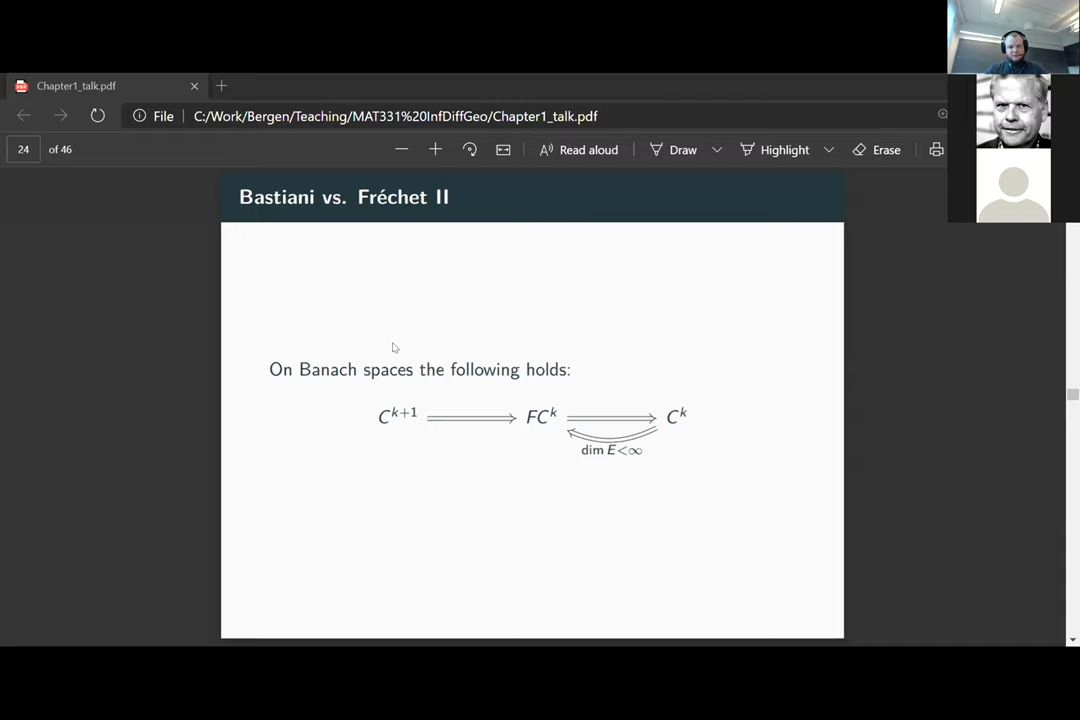 Chapter1_talk.pdf
File C:/Work/Bergen/Teaching/MAT331%20InfDiffGeo/Chapter1_talk.pdf
24 of 46 Read aloud Draw Highlight Erase
Bastiani vs. Fréchet II
On Banach spaces the following holds:
C^{k+1} ⟹ FC^k ⟹ C^k
dim E<∞